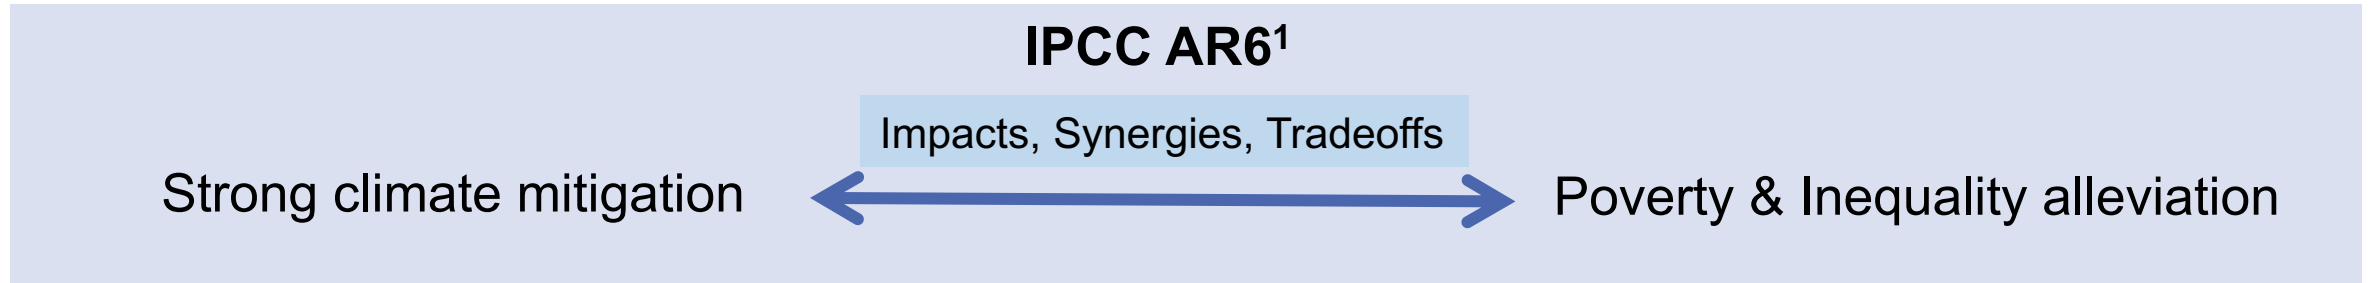 IPCC AR6¹
Impacts, Synergies, Tradeoffs
Strong climate mitigation
Poverty & Inequality alleviation